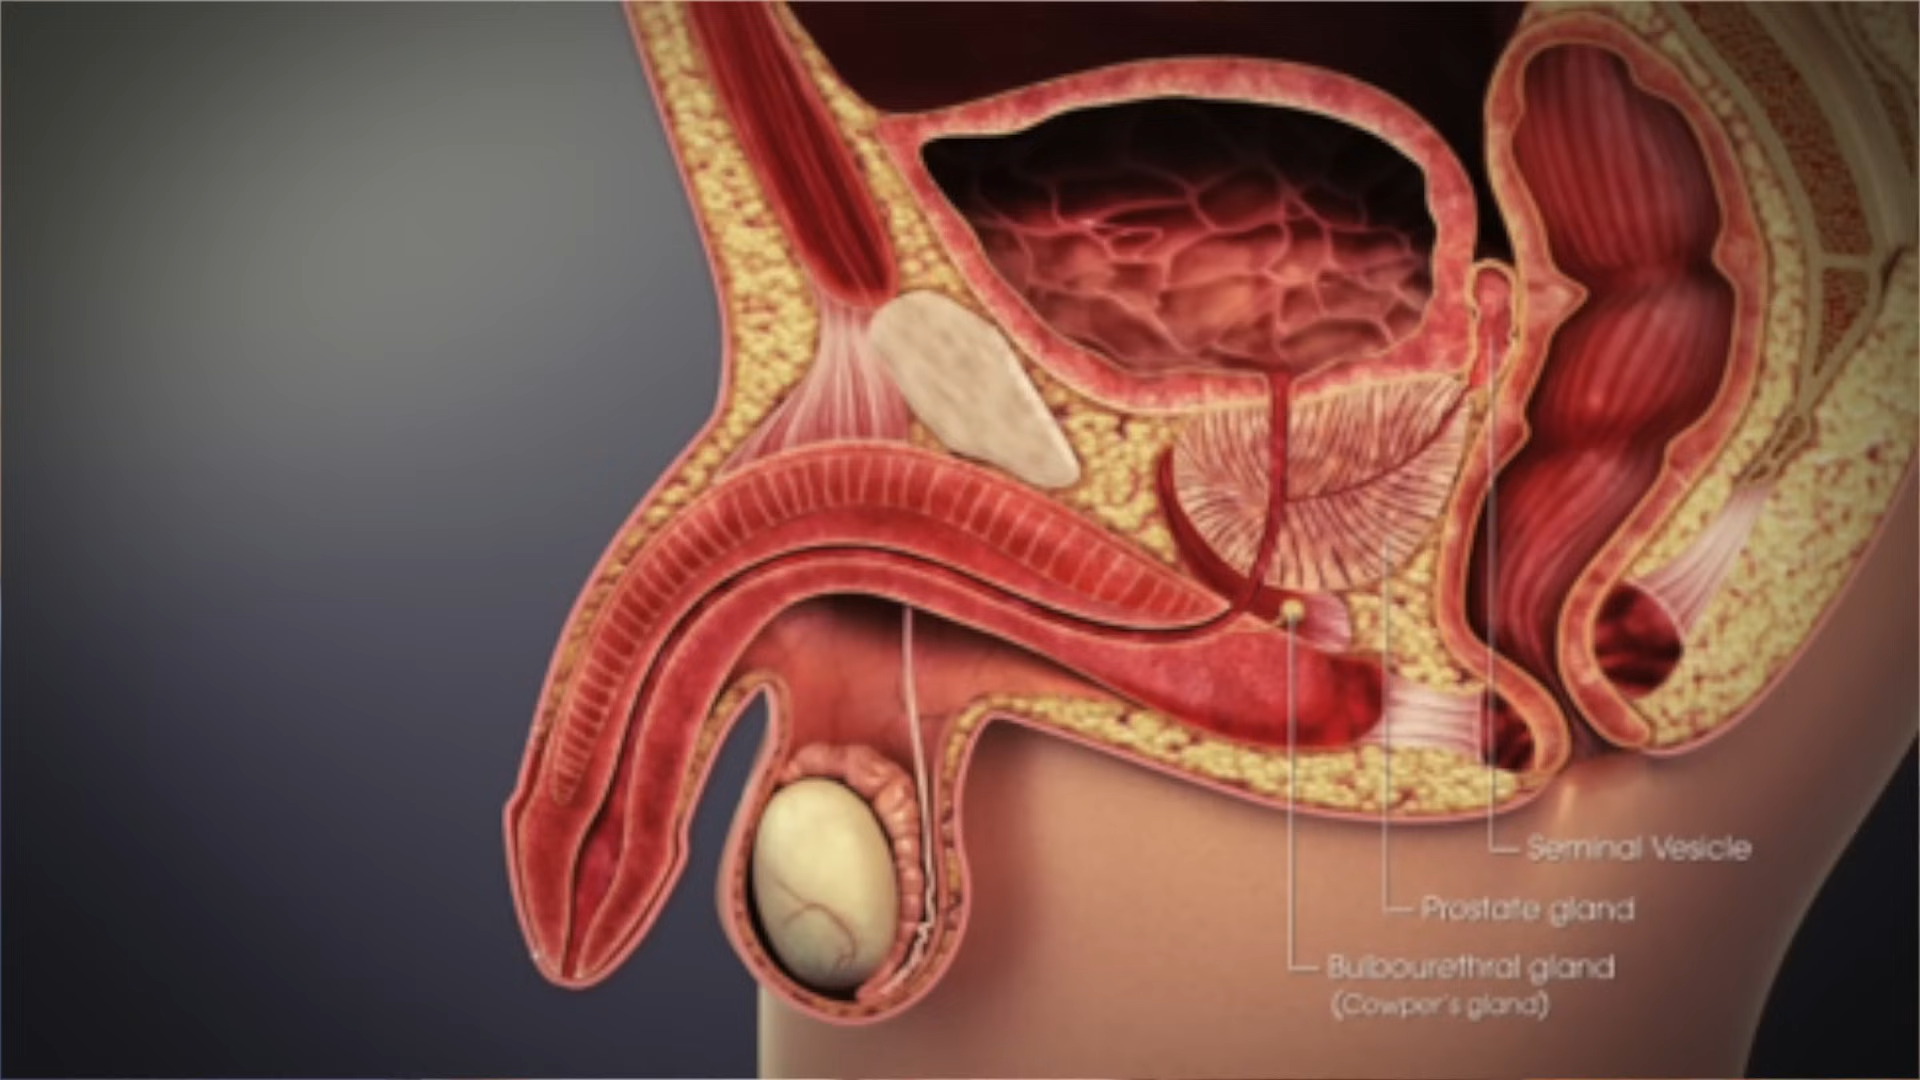 Seminal Vesicle
Prostate gland
Bulbourethral gland
(Cowper's gland)